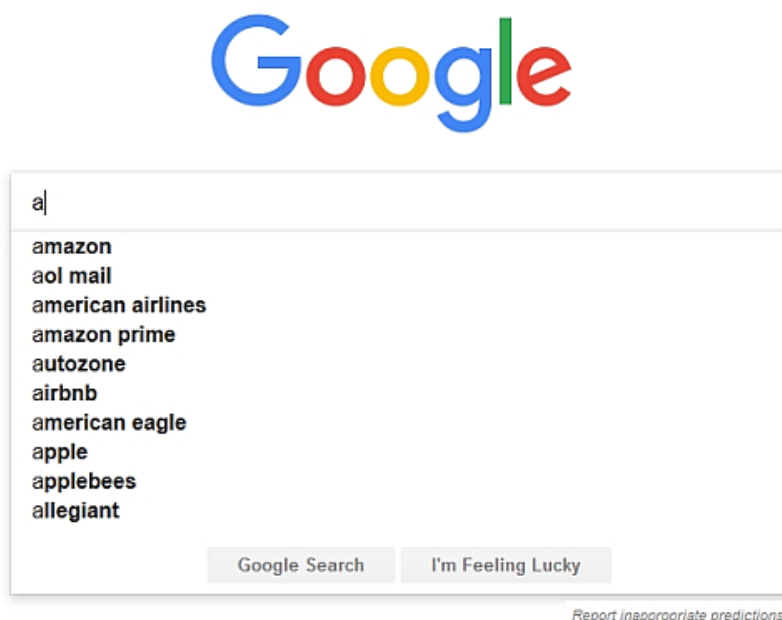 Google
a
amazon
aol mail
american airlines
amazon prime
autozone
airbnb
american eagle
apple
applebees
allegiant
Google Search I'm Feeling Lucky
Report inappropriate predictions